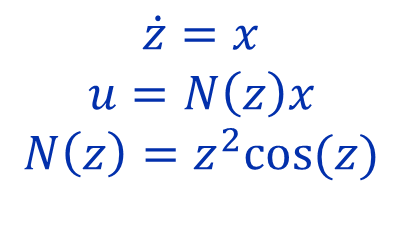 ż = x
u = N(z)x
N(z) = z²cos(z)